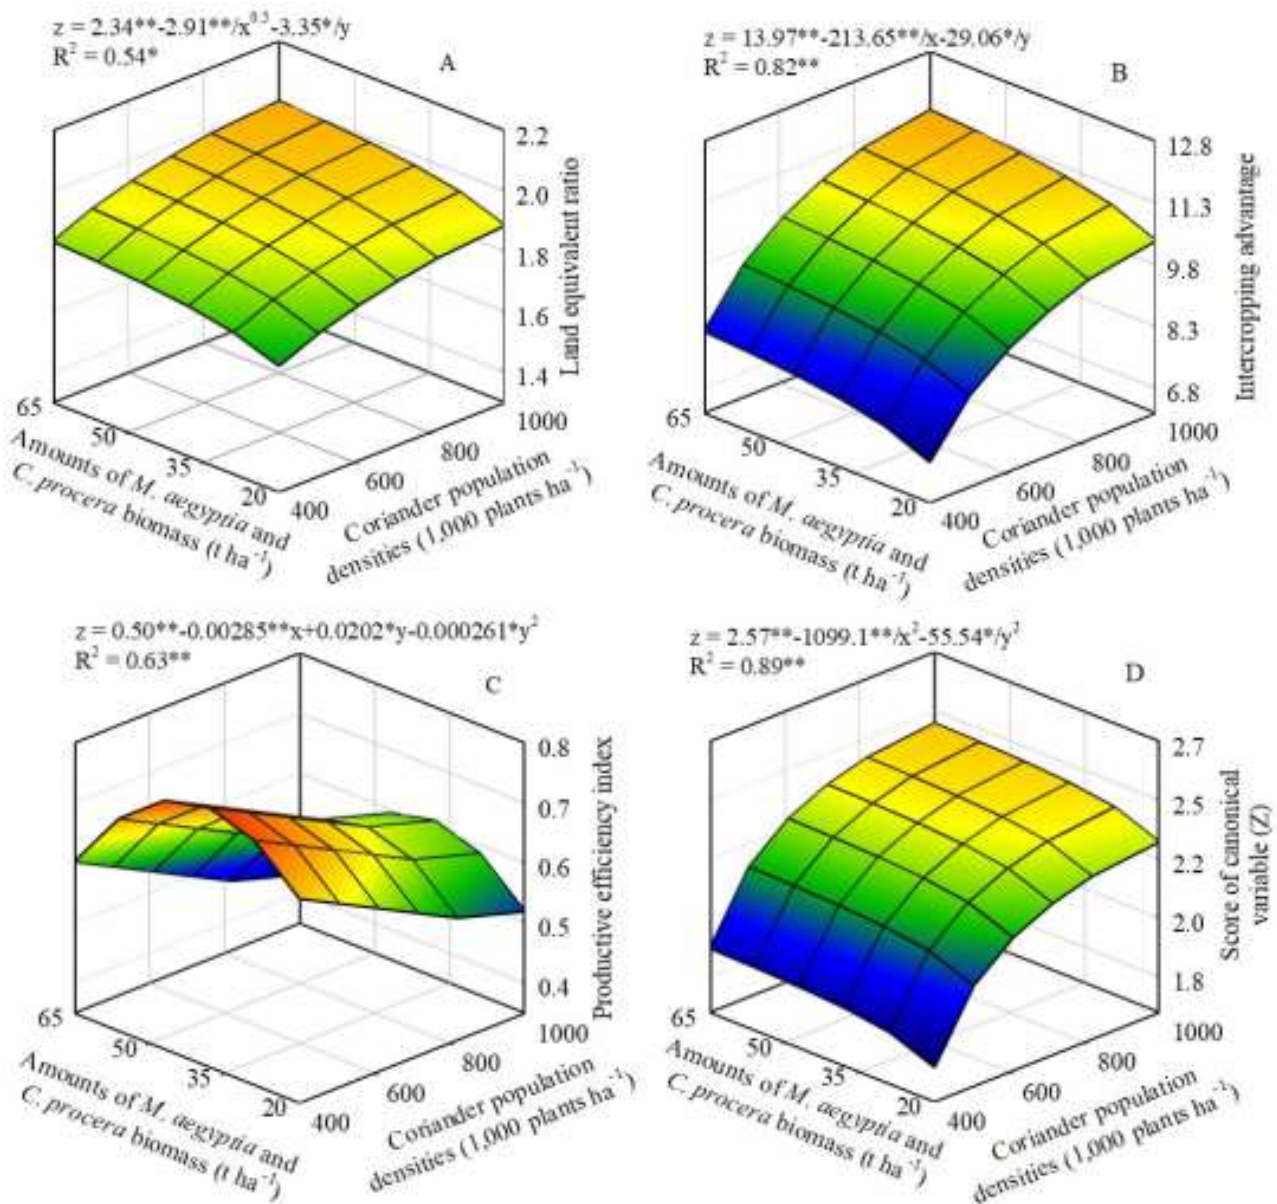 z = 2.34**-2.91**/x^0.5-3.35*/y
R² = 0.54*
A
2.2
2.0
1.8
1.6
1.4
Land equivalent ratio
65
50
35
20
400
600
800
1000
Amounts of M. aegyptia and
C. procera biomass (t ha⁻¹)
Coriander population
densities (1,000 plants ha⁻¹)
z = 13.97**-213.65**/x-29.06*/y
R² = 0.82**
B
12.8
11.3
9.8
8.3
6.8
Intercropping advantage
65
50
35
20
400
600
800
1000
Amounts of M. aegyptia and
C. procera biomass (t ha⁻¹)
Coriander population
densities (1,000 plants ha⁻¹)
z = 0.50**-0.00285**x+0.0202*y-0.000261*y²
R² = 0.63**
C
0.8
0.7
0.6
0.5
0.4
Productive efficiency index
65
50
35
20
400
600
800
1000
Amounts of M. aegyptia and
C. procera biomass (t ha⁻¹)
Coriander population
densities (1,000 plants ha⁻¹)
z = 2.57**-1099.1**/x²-55.54*/y²
R² = 0.89**
D
2.7
2.5
2.2
2.0
1.8
Score of canonical
variable (Z)
65
50
35
20
400
600
800
1000
Amounts of M. aegyptia and
C. procera biomass (t ha⁻¹)
Coriander population
densities (1,000 plants ha⁻¹)